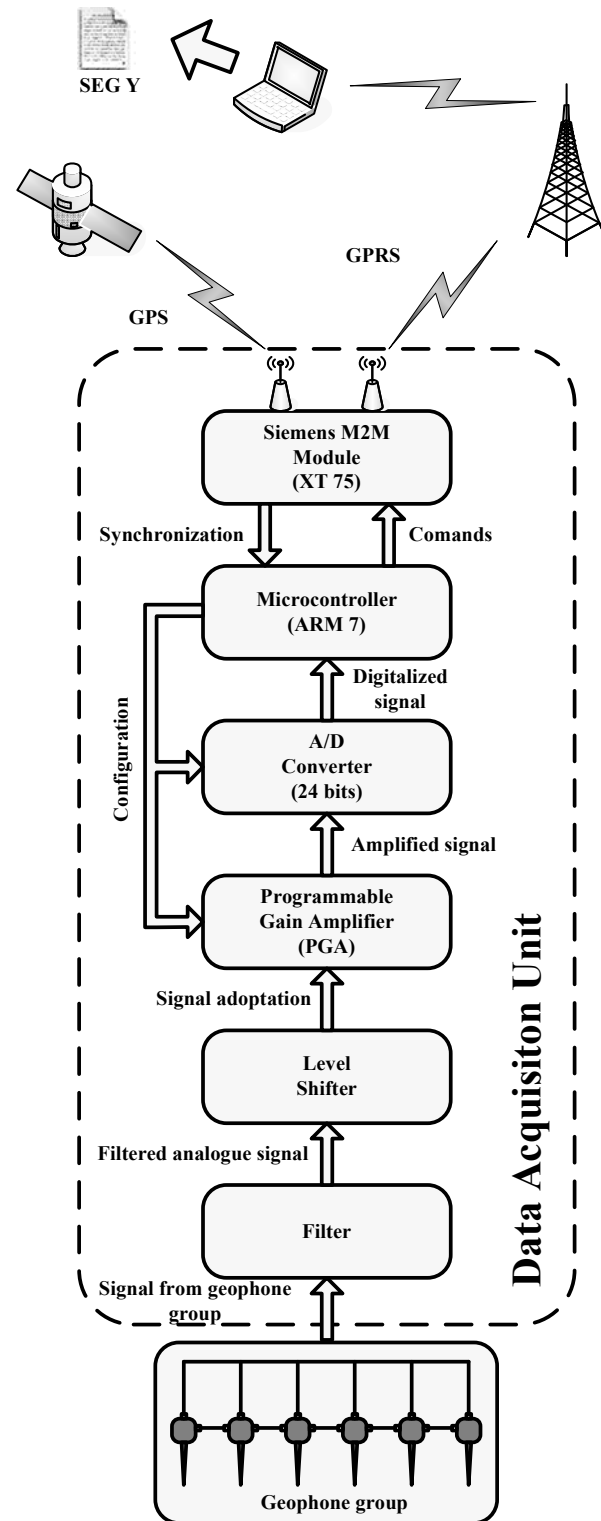 SEG Y
GPRS
GPS
Siemens M2M
Module
(XT 75)
Synchronization
Comands
Microcontroller
(ARM 7)
Digitalized
signal
Configuration
A/D
Converter
(24 bits)
Amplified signal
Programmable
Gain Amplifier
(PGA)
Signal adoptation
Level
Shifter
Filtered analogue signal
Filter
Signal from geophone
group
Data Acquisiton Unit
Geophone group